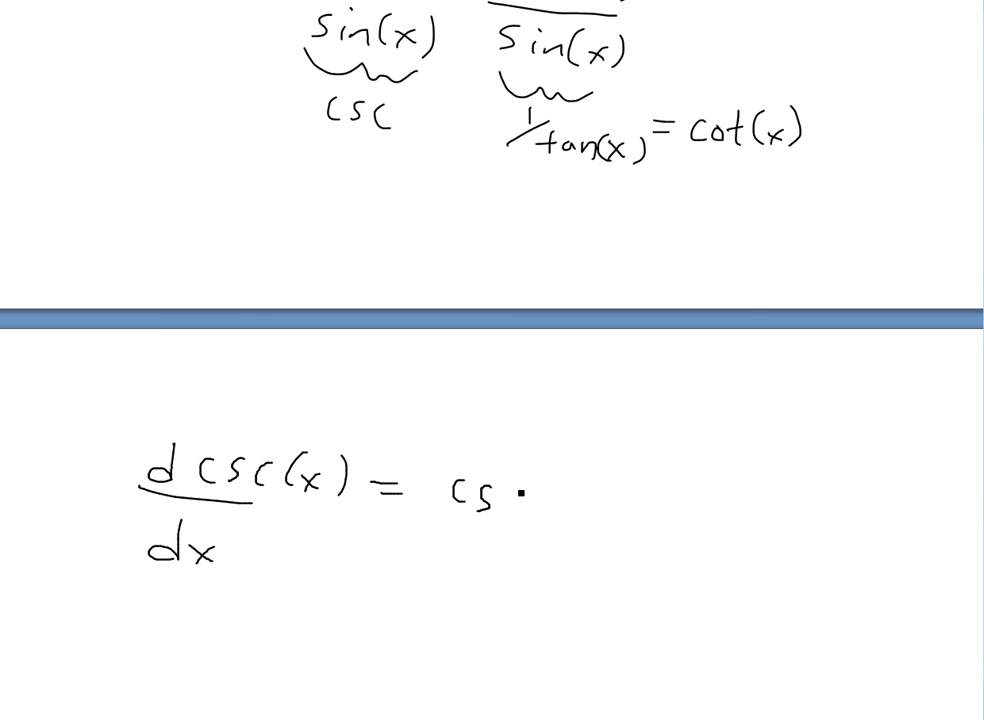 sin(x) sin(x)
csc 1/tan(x) = cot(x)
d csc(x) = cs
dx